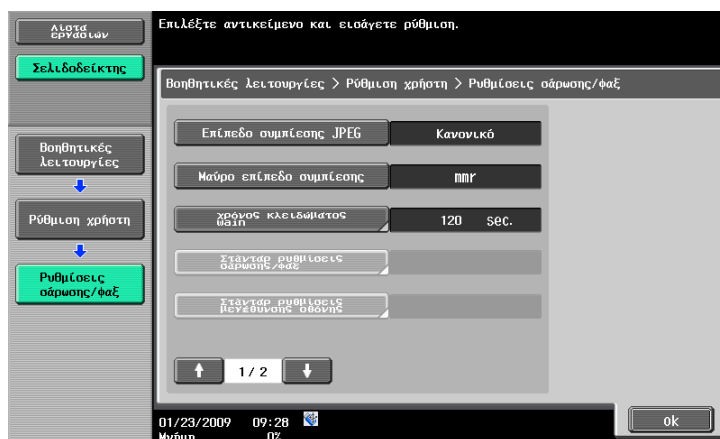 Λίστα
εργασιών
Επιλέξτε αντικείμενο και εισάγετε ρύθμιση.
Σελιδοδείκτης
Βοηθητικές λειτουργίες > Ρύθμιση χρήστη > Ρυθμίσεις σάρωσης/φαξ
Βοηθητικές
λειτουργίες
Ρύθμιση χρήστη
Ρυθμίσεις
σάρωσης/φαξ
Επίπεδο συμπίεσης JPEG
Κανονικό
Μαύρο επίπεδο συμπίεσης
mmr
χρόνος κλειδώματος
wain
120 sec.
Στάνταρ ρυθμίσεις
σάρωσης/φαξ
Στάνταρ ρυθμίσεις
μεγέθυνσης οθόνης
1/ 2
01/23/2009 09:28
Μνήμη 0%
ok